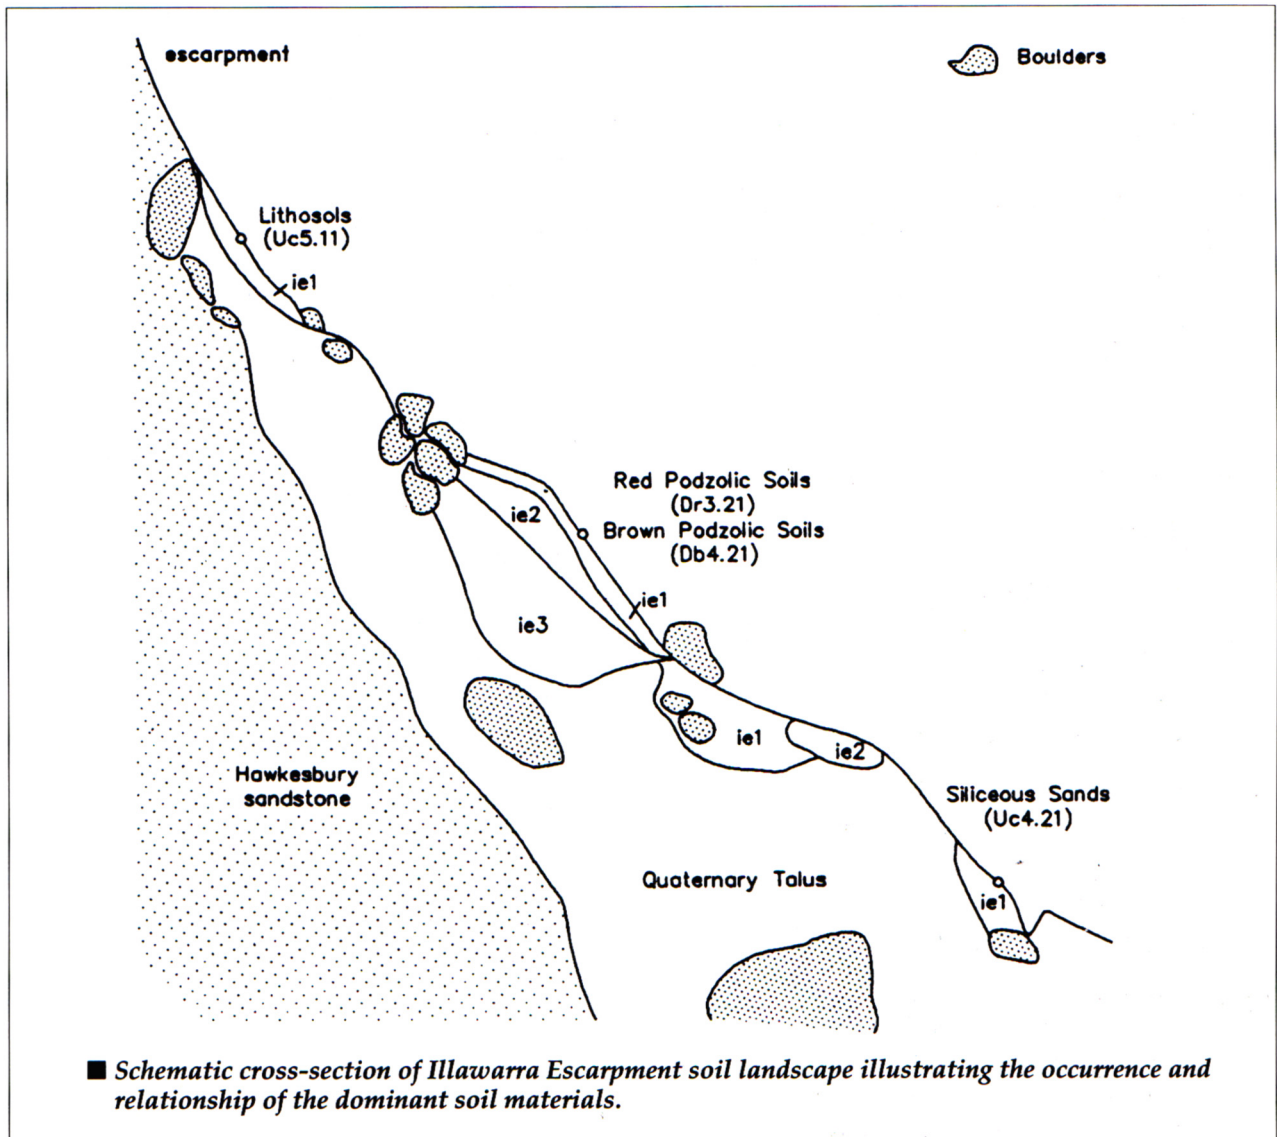 escarpment
Boulders
Lithosols
(Uc5.11)
ie1
Red Podzolic Soils
(Dr3.21)
ie2
Brown Podzolic Soils
(Db4.21)
ie1
ie3
ie1
ie2
Hawkesbury
sandstone
Siliceous Sands
(Uc4.21)
Quaternary Talus
ie1
■ Schematic cross-section of Illawarra Escarpment soil landscape illustrating the occurrence and
relationship of the dominant soil materials.